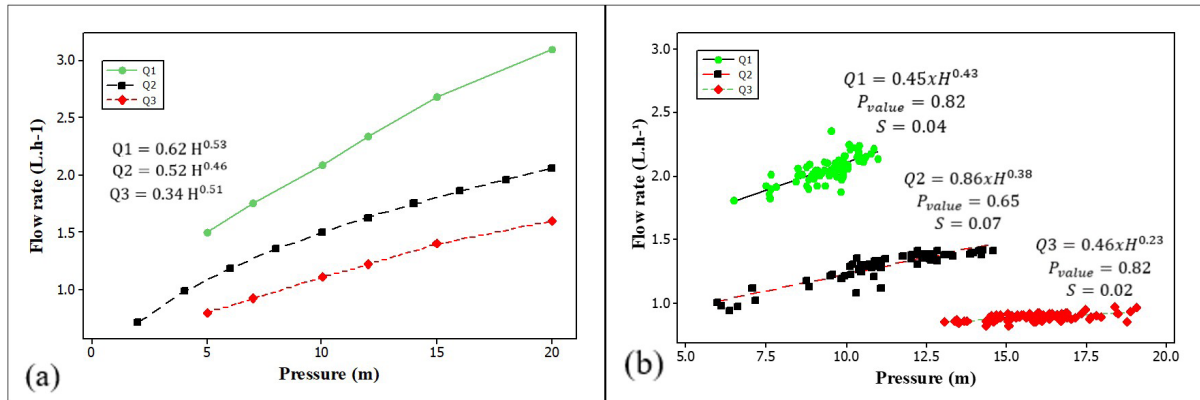 3.0
2.5
2.0
1.5
1.0
Flow rate (L.h-1)
Q1
Q2
Q3
Q1 = 0.62 H^0.53
Q2 = 0.52 H^0.46
Q3 = 0.34 H^0.51
0 5 10 15 20
Pressure (m)
(a)
3.0
2.5
2.0
1.5
1.0
Flow rate (L.h⁻¹)
Q1
Q2
Q3
Q1 = 0.45xH^0.43
P_value = 0.82
S = 0.04
Q2 = 0.86xH^0.38
P_value = 0.65
S = 0.07
Q3 = 0.46xH^0.23
P_value = 0.82
S = 0.02
5.0 7.5 10.0 12.5 15.0 17.5 20.0
Pressure (m)
(b)